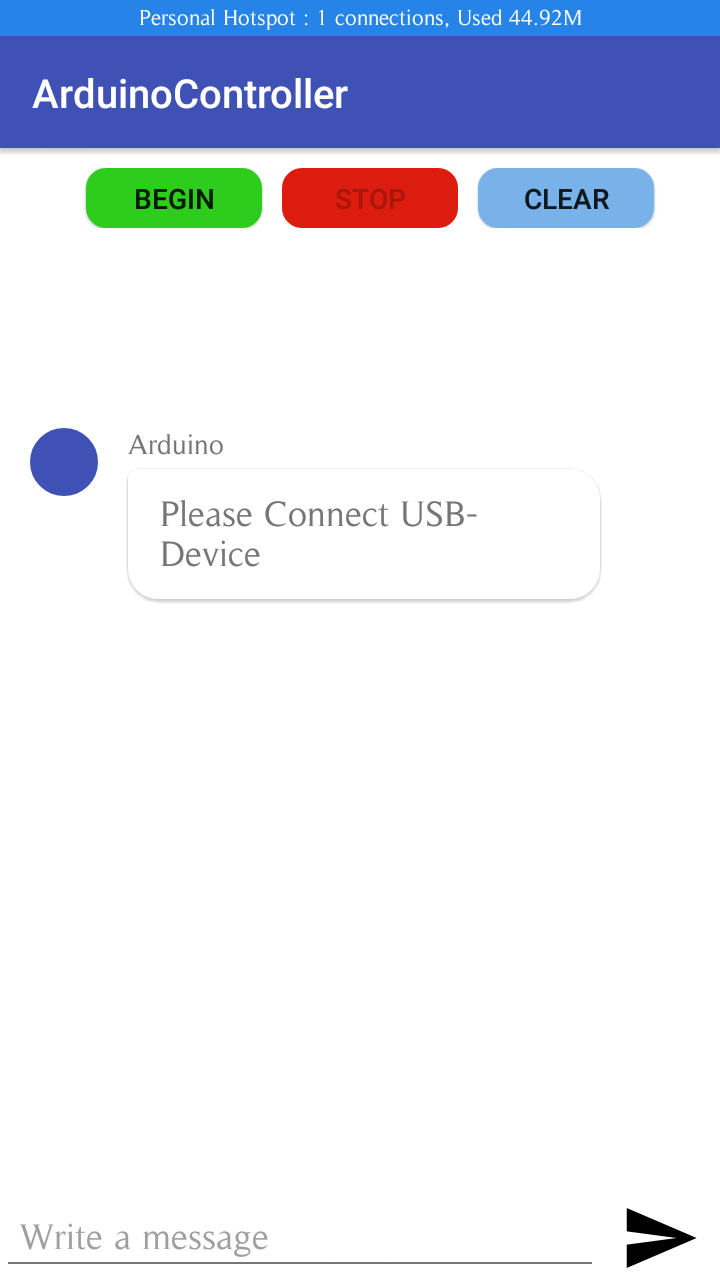 Personal Hotspot : 1 connections, Used 44.92M
ArduinoController
BEGIN STOP CLEAR
Arduino
Please Connect USB-
Device
Write a message